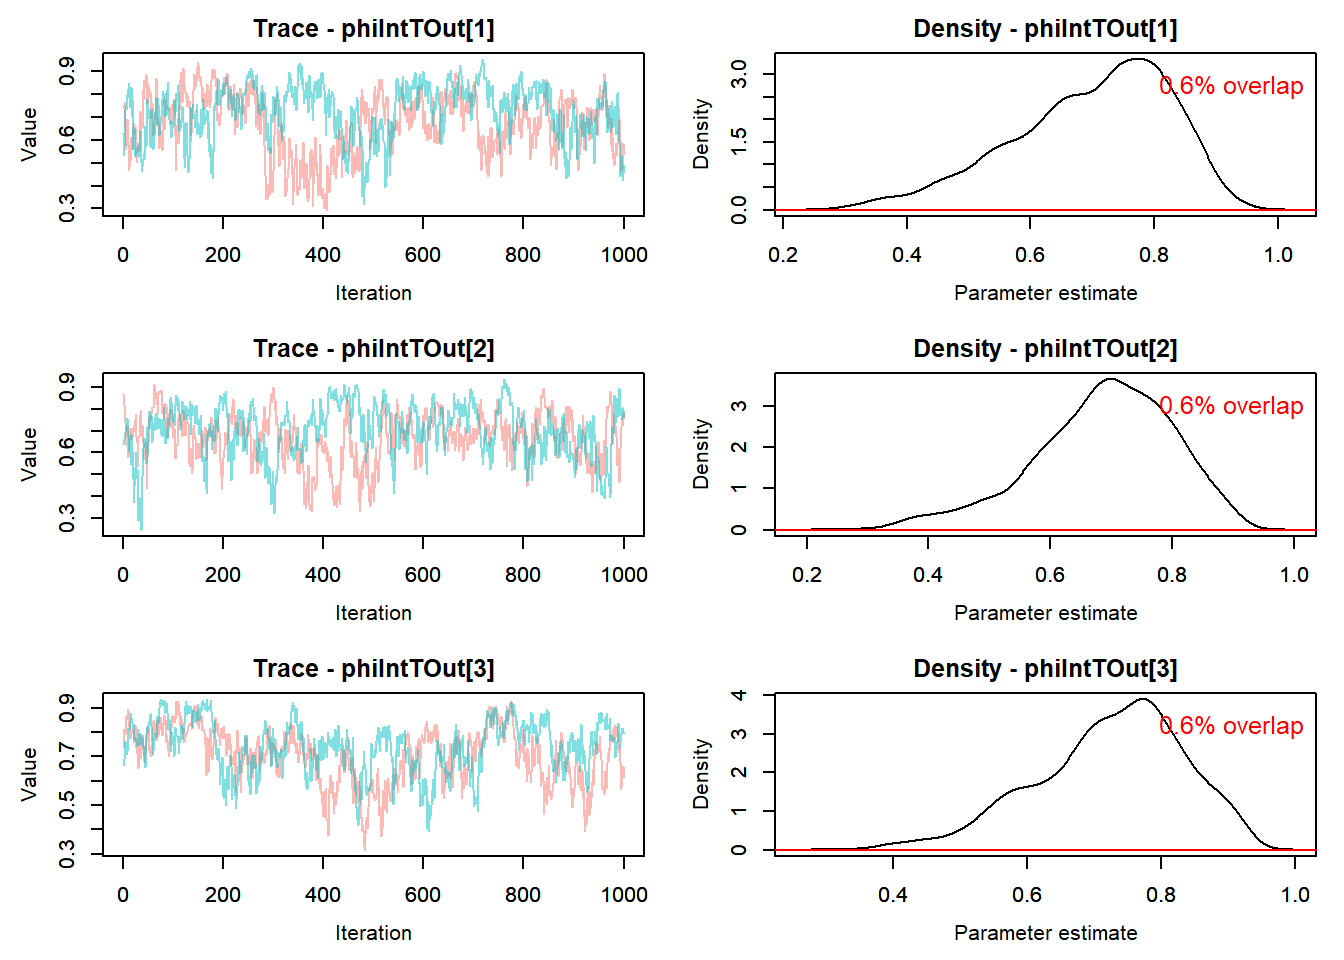 Trace - phiIntTOut[1]
Value
0.3
0.6
0.9
0
200
400
600
800
1000
Iteration
Density - phiIntTOut[1]
Density
0.0
1.5
3.0
0.6% overlap
0.2
0.4
0.6
0.8
1.0
Parameter estimate
Trace - phiIntTOut[2]
Value
0.3
0.6
0.9
0
200
400
600
800
1000
Iteration
Density - phiIntTOut[2]
Density
0
1
2
3
0.6% overlap
0.2
0.4
0.6
0.8
1.0
Parameter estimate
Trace - phiIntTOut[3]
Value
0.3
0.5
0.7
0.9
0
200
400
600
800
1000
Iteration
Density - phiIntTOut[3]
Density
0
1
2
3
4
0.6% overlap
0.4
0.6
0.8
1.0
Parameter estimate